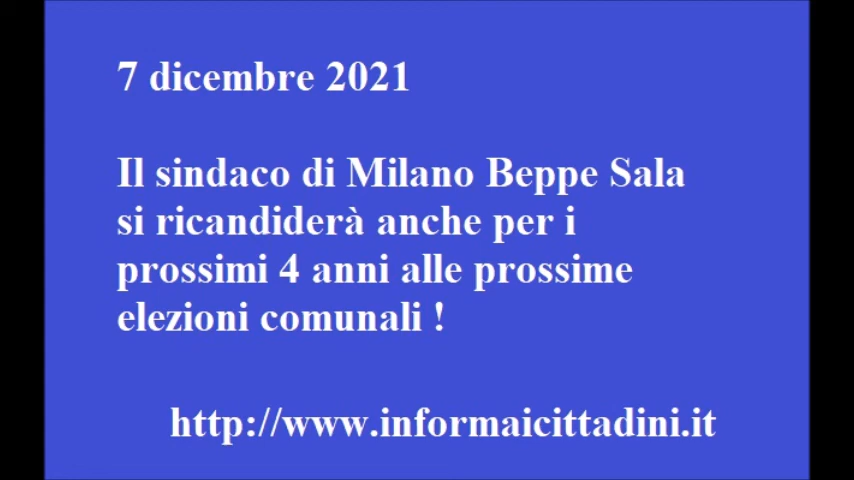 7 dicembre 2021
Il sindaco di Milano Beppe Sala
si ricandiderà anche per i
prossimi 4 anni alle prossime
elezioni comunali !
http://www.informaicittadini.it